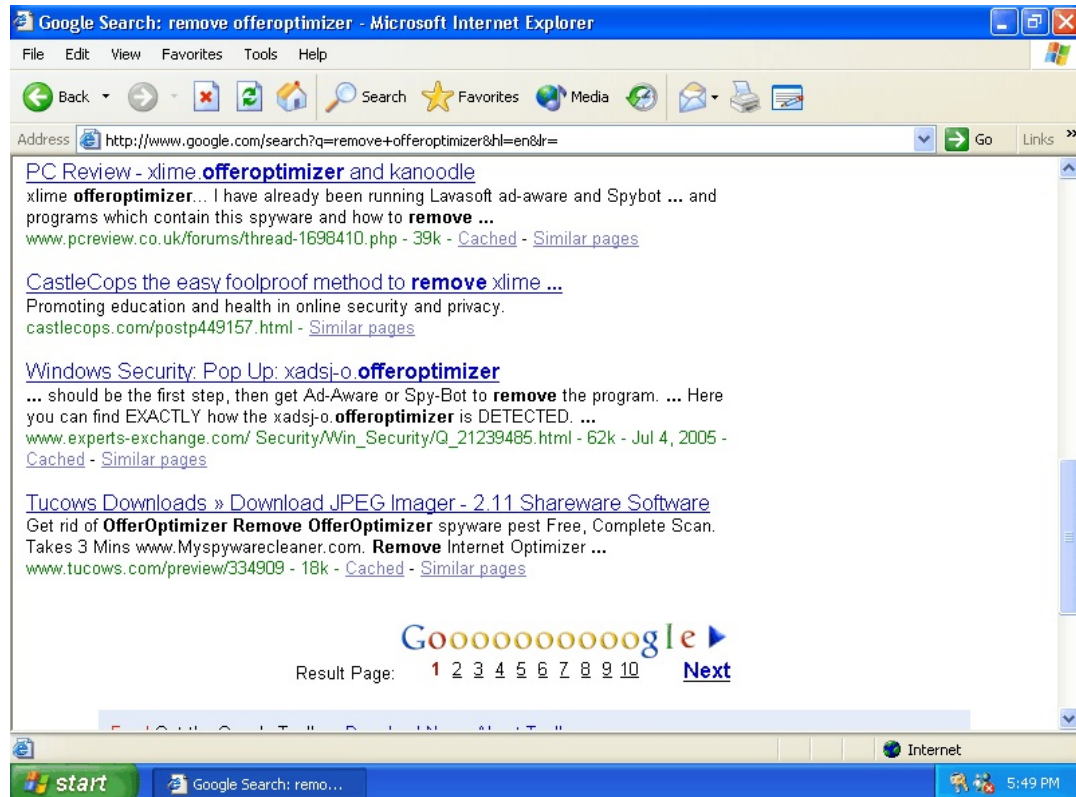 Google Search: remove offeroptimizer - Microsoft Internet Explorer
File Edit View Favorites Tools Help
Back Search Favorites Media
Address http://www.google.com/search?q=remove+offeroptimizer&hl=en&lr= Go Links »
PC Review - xlime.offeroptimizer and kanoodle
xlime offeroptimizer... I have already been running Lavasoft ad-aware and Spybot ... and
programs which contain this spyware and how to remove ...
www.pcreview.co.uk/forums/thread-1698410.php - 39k - Cached - Similar pages
CastleCops the easy foolproof method to remove xlime ...
Promoting education and health in online security and privacy.
castlecops.com/postp449157.html - Similar pages
Windows Security: Pop Up: xadsj-o.offeroptimizer
... should be the first step, then get Ad-Aware or Spy-Bot to remove the program. ... Here
you can find EXACTLY how the xadsj-o.offeroptimizer is DETECTED. ...
www.experts-exchange.com/ Security/Win_Security/Q_21239485.html - 62k - Jul 4, 2005 -
Cached - Similar pages
Tucows Downloads » Download JPEG Imager - 2.11 Shareware Software
Get rid of OfferOptimizer Remove OfferOptimizer spyware pest Free, Complete Scan.
Takes 3 Mins www.Myspywarecleaner.com. Remove Internet Optimizer ...
www.tucows.com/preview/334909 - 18k - Cached - Similar pages
Goooooooooogle
Result Page: 1 2 3 4 5 6 7 8 9 10 Next
Internet
start Google Search: remo... 5:49 PM